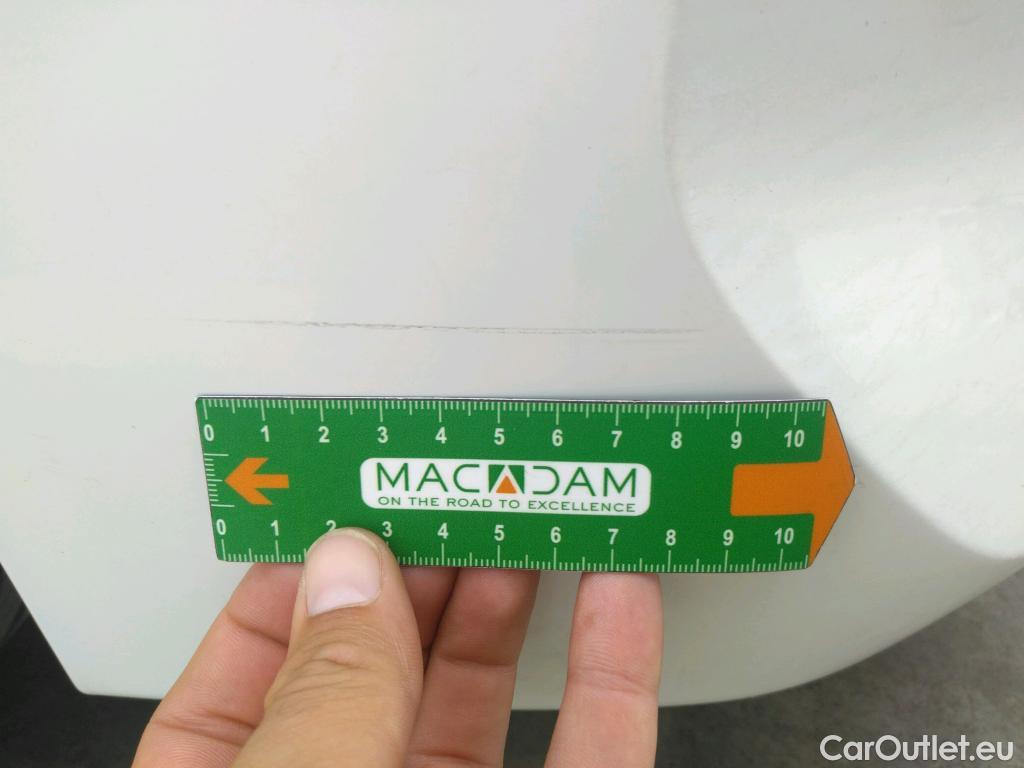 0 1 2 3 4 5 6 7 8 9 10
MACADAM
ON THE ROAD TO EXCELLENCE
0 1 2 3 4 5 6 7 8 9 10
CarOutlet.eu